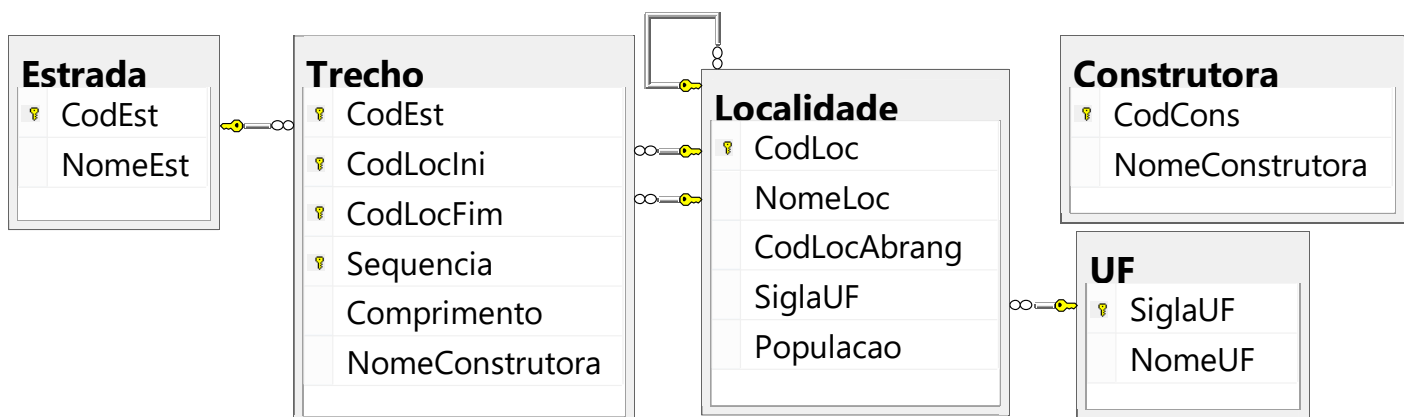 Estrada
CodEst
NomeEst
Trecho
CodEst
CodLocIni
CodLocFim
Sequencia
Comprimento
NomeConstrutora
Localidade
CodLoc
NomeLoc
CodLocAbrang
SiglaUF
Populacao
Construtora
CodCons
NomeConstrutora
UF
SiglaUF
NomeUF